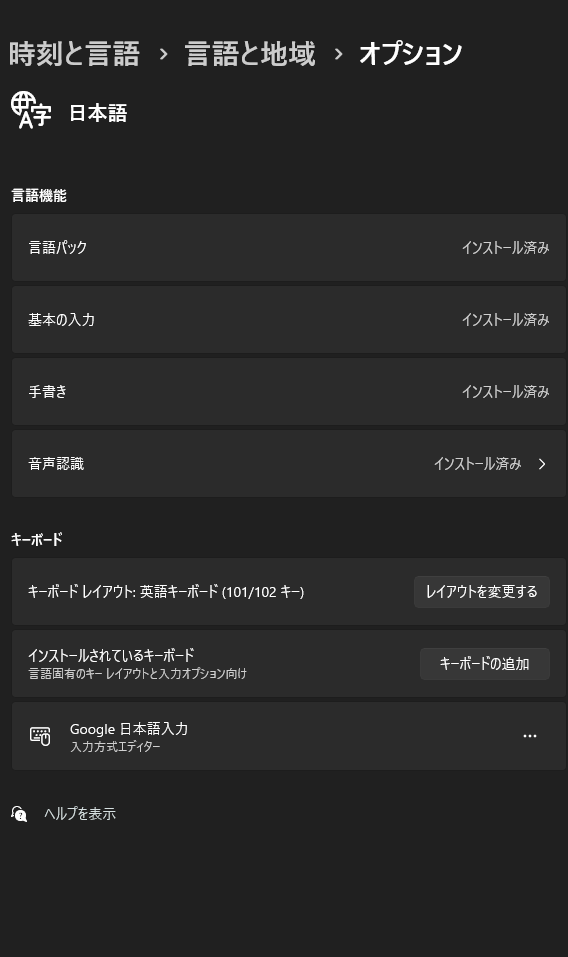 時刻と言語 › 言語と地域 › オプション
日本語
言語機能
言語パック インストール済み
基本の入力 インストール済み
手書き インストール済み
音声認識 インストール済み
キーボード
キーボード レイアウト: 英語キーボード (101/102 キー) レイアウトを変更する
インストールされているキーボード
言語固有のキー レイアウトと入力オプション向け
キーボードの追加
Google 日本語入力
入力方式エディター
ヘルプを表示